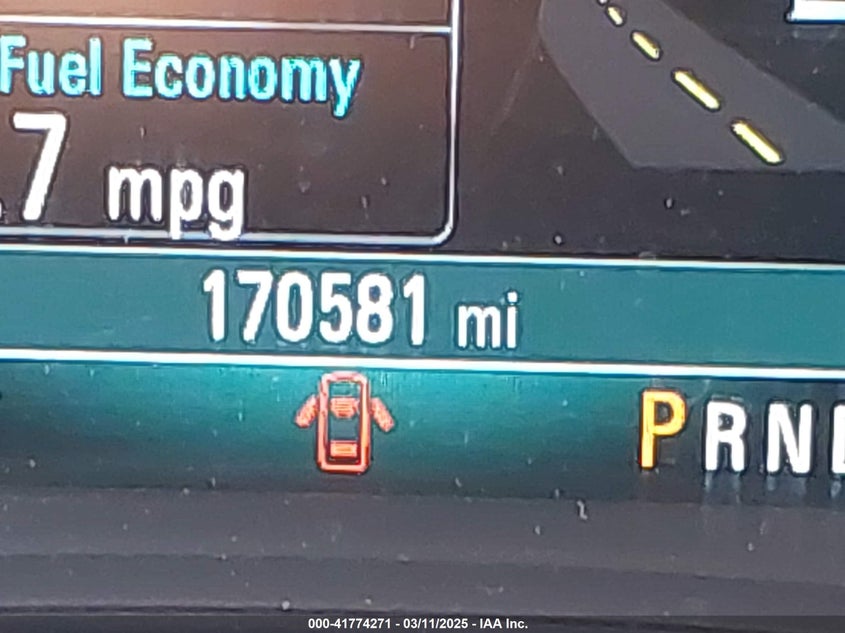 Fuel Economy
.7 mpg
170581 mi
PRN
000-41774271 - 03/11/2025 - IAA Inc.